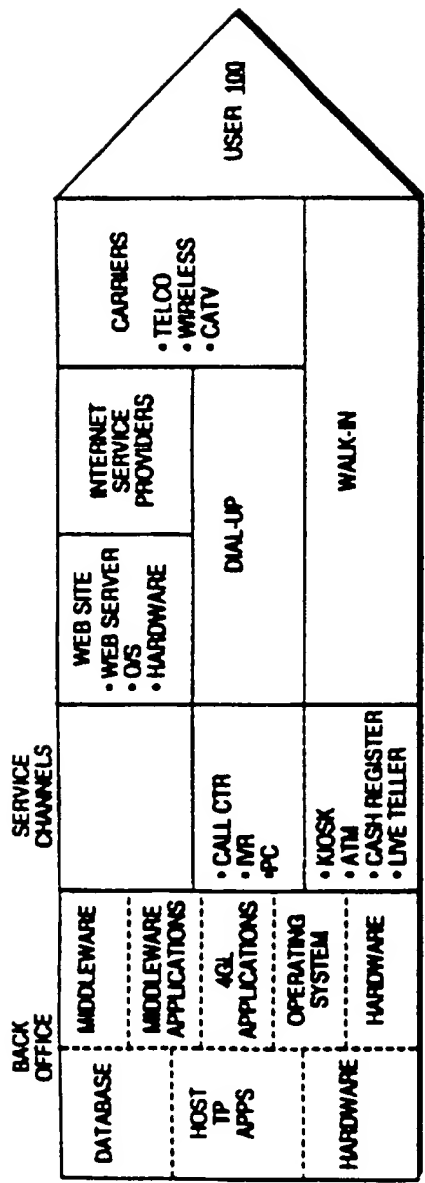 BACK
OFFICE
SERVICE
CHANNELS
DATABASE
HOST
TP
APPS
HARDWARE
MIDDLEWARE
MIDDLEWARE
APPLICATIONS
4GL
APPLICATIONS
OPERATING
SYSTEM
HARDWARE
• CALL CTR
• IVR
• PC
• KIOSK
• ATM
• CASH REGISTER
• LIVE TELLER
WEB SITE
• WEB SERVER
• O/S
• HARDWARE
INTERNET
SERVICE
PROVIDERS
DIAL-UP
WALK-IN
CARRIERS
• TELCO
• WIRELESS
• CATV
USER 100